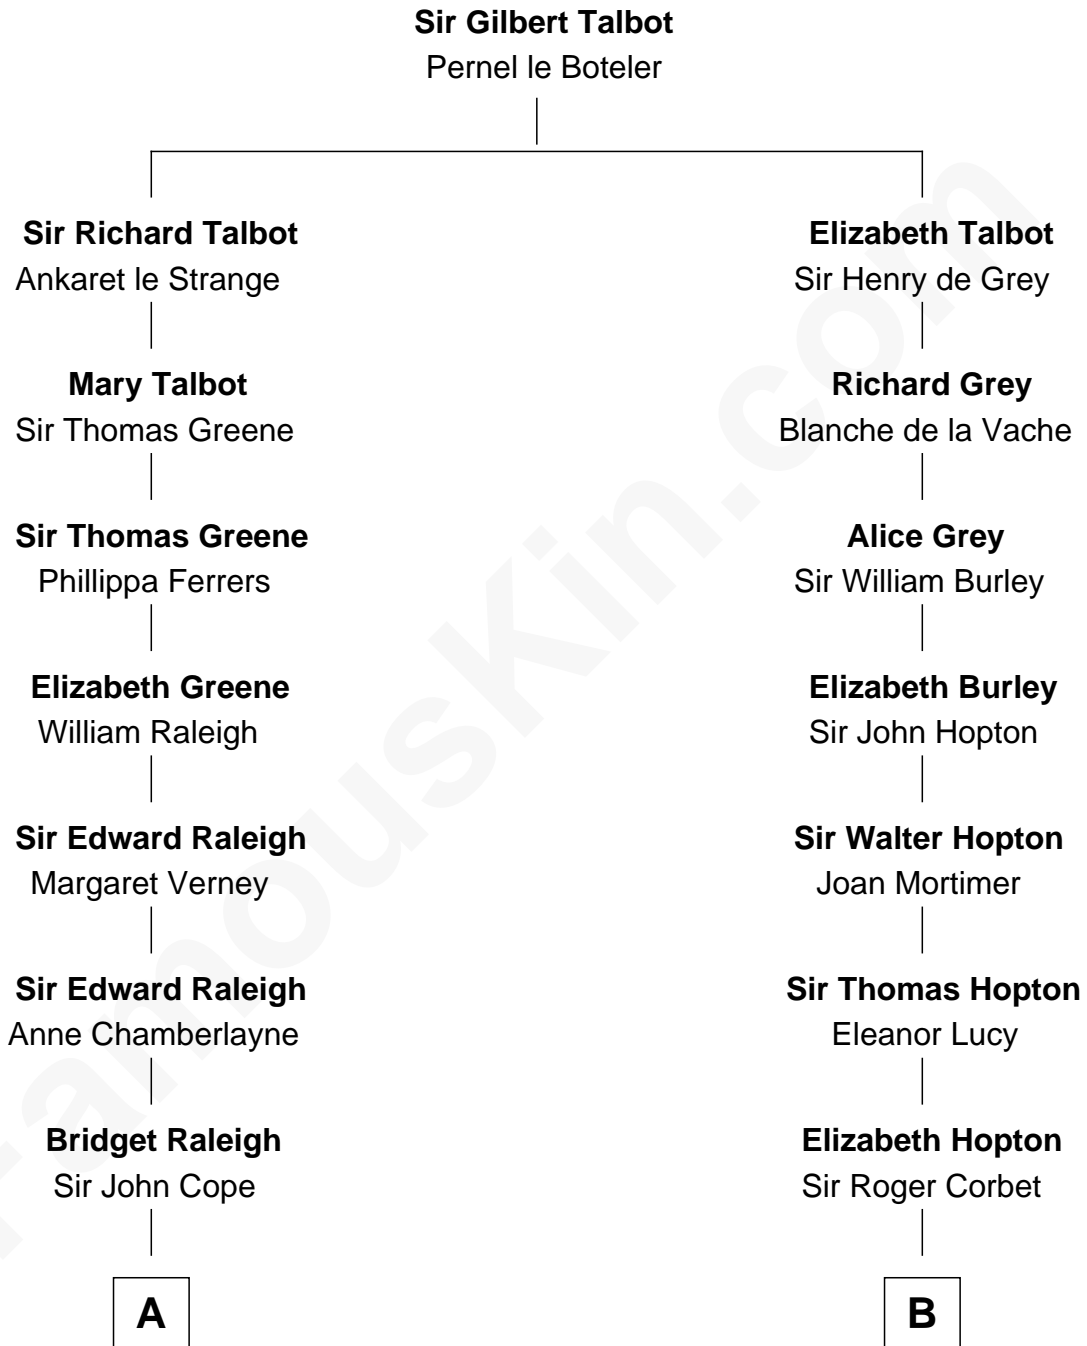 Sir Gilbert Talbot
Pernel le Boteler
Sir Richard Talbot
Ankaret le Strange
Elizabeth Talbot
Sir Henry de Grey
Mary Talbot
Sir Thomas Greene
Richard Grey
Blanche de la Vache
Sir Thomas Greene
Phillippa Ferrers
Alice Grey
Sir William Burley
Elizabeth Greene
William Raleigh
Elizabeth Burley
Sir John Hopton
Sir Edward Raleigh
Margaret Verney
Sir Walter Hopton
Joan Mortimer
Sir Edward Raleigh
Anne Chamberlayne
Sir Thomas Hopton
Eleanor Lucy
Bridget Raleigh
Sir John Cope
Elizabeth Hopton
Sir Roger Corbet
A
B
FamousKin.com